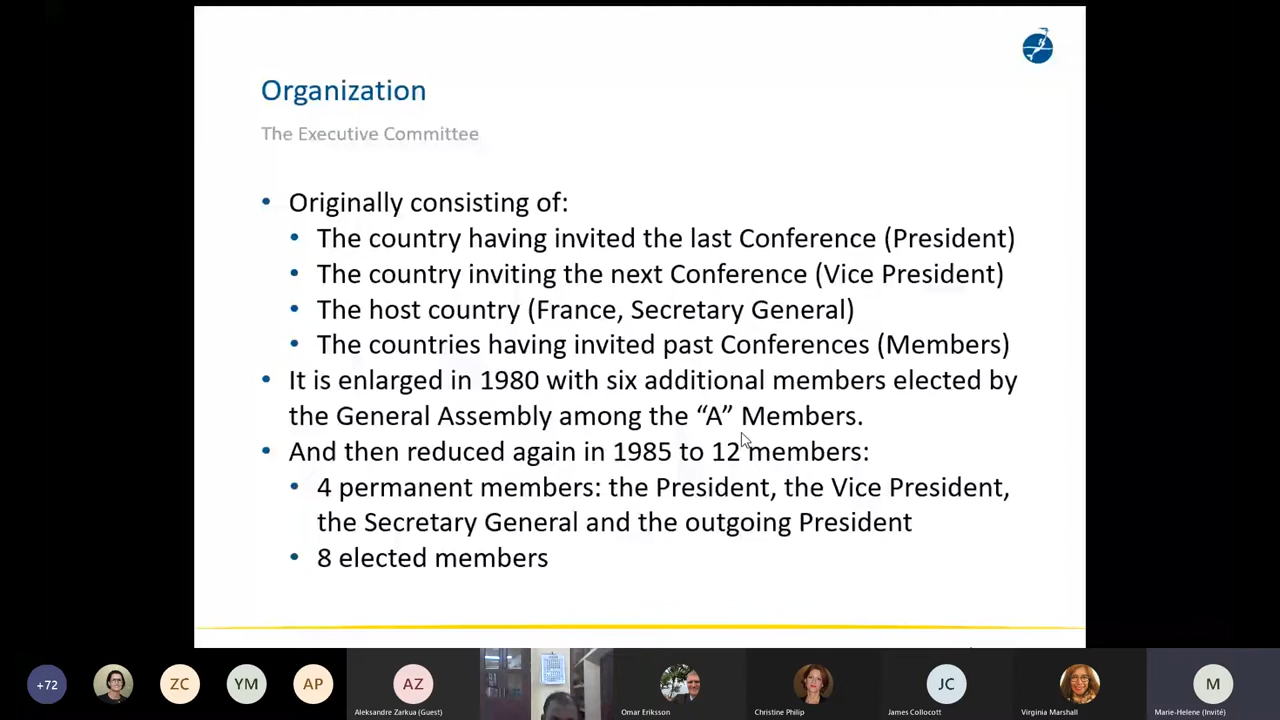 Organization
The Executive Committee
• Originally consisting of:
• The country having invited the last Conference (President)
• The country inviting the next Conference (Vice President)
• The host country (France, Secretary General)
• The countries having invited past Conferences (Members)
• It is enlarged in 1980 with six additional members elected by
the General Assembly among the “A” Members.
• And then reduced again in 1985 to 12 members:
• 4 permanent members: the President, the Vice President,
the Secretary General and the outgoing President
• 8 elected members
+72
ZC
YM
AP
AZ
JC
M
Aleksandre Zarkua (Guest)
Omar Eriksson
Christine Philip
James Collocott
Virginia Marshall
Marie-Helene (Invité)